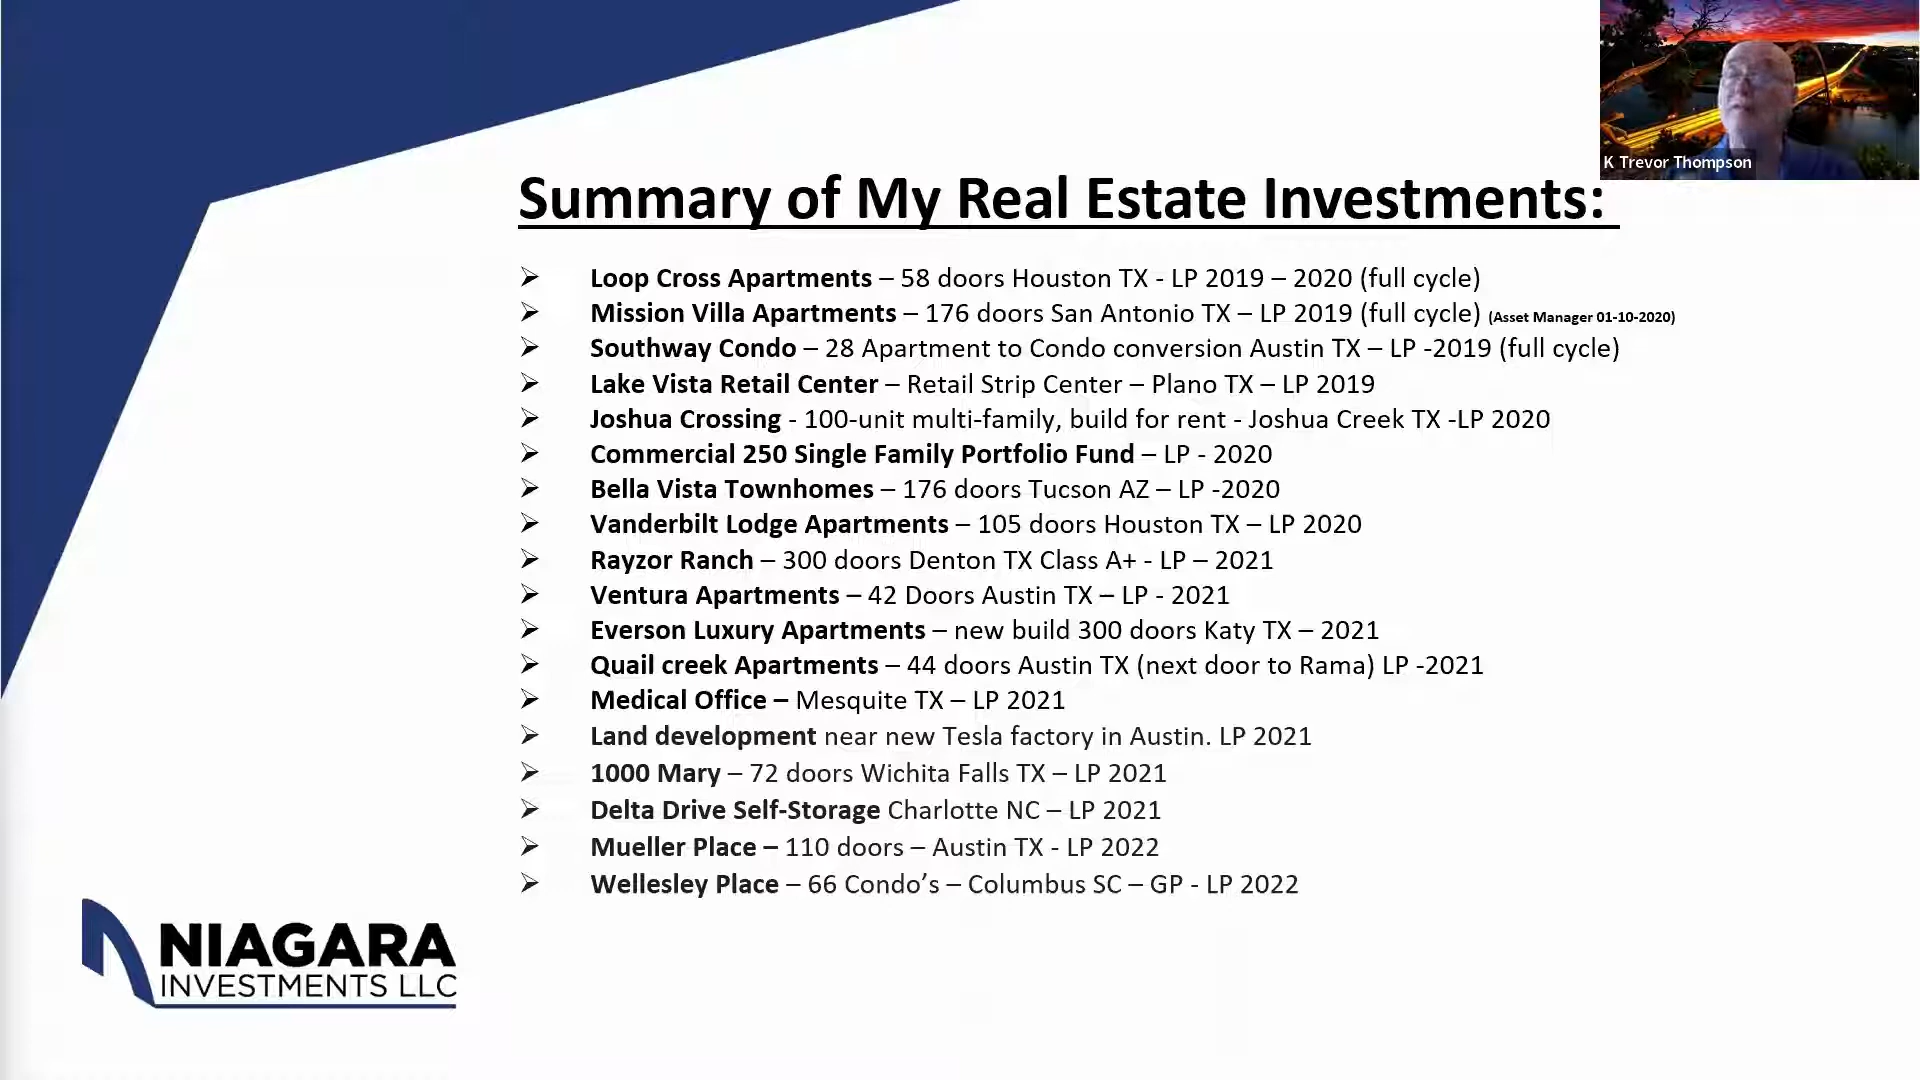 K Trevor Thompson
Summary of My Real Estate Investments:
➢ Loop Cross Apartments – 58 doors Houston TX - LP 2019 – 2020 (full cycle)
➢ Mission Villa Apartments – 176 doors San Antonio TX – LP 2019 (full cycle) (Asset Manager 01-10-2020)
➢ Southway Condo – 28 Apartment to Condo conversion Austin TX – LP -2019 (full cycle)
➢ Lake Vista Retail Center – Retail Strip Center – Plano TX – LP 2019
➢ Joshua Crossing - 100-unit multi-family, build for rent - Joshua Creek TX -LP 2020
➢ Commercial 250 Single Family Portfolio Fund – LP - 2020
➢ Bella Vista Townhomes – 176 doors Tucson AZ – LP -2020
➢ Vanderbilt Lodge Apartments – 105 doors Houston TX – LP 2020
➢ Rayzor Ranch – 300 doors Denton TX Class A+ - LP – 2021
➢ Ventura Apartments – 42 Doors Austin TX – LP - 2021
➢ Everson Luxury Apartments – new build 300 doors Katy TX – 2021
➢ Quail creek Apartments – 44 doors Austin TX (next door to Rama) LP -2021
➢ Medical Office – Mesquite TX – LP 2021
➢ Land development near new Tesla factory in Austin. LP 2021
➢ 1000 Mary – 72 doors Wichita Falls TX – LP 2021
➢ Delta Drive Self-Storage Charlotte NC – LP 2021
➢ Mueller Place – 110 doors – Austin TX - LP 2022
➢ Wellesley Place – 66 Condo’s – Columbus SC – GP - LP 2022
NIAGARA
INVESTMENTS LLC